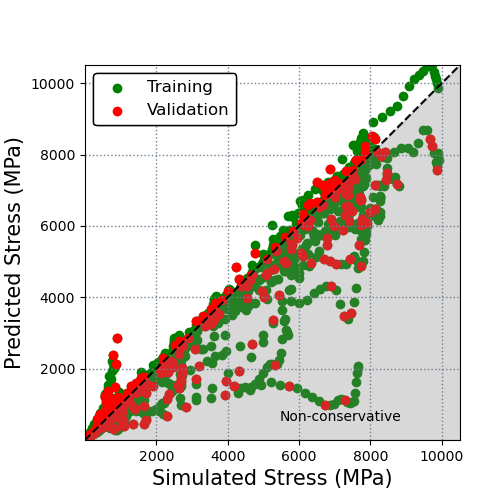 10000
8000
6000
4000
2000
Predicted Stress (MPa)
Training
Validation
Non-conservative
2000 4000 6000 8000 10000
Simulated Stress (MPa)